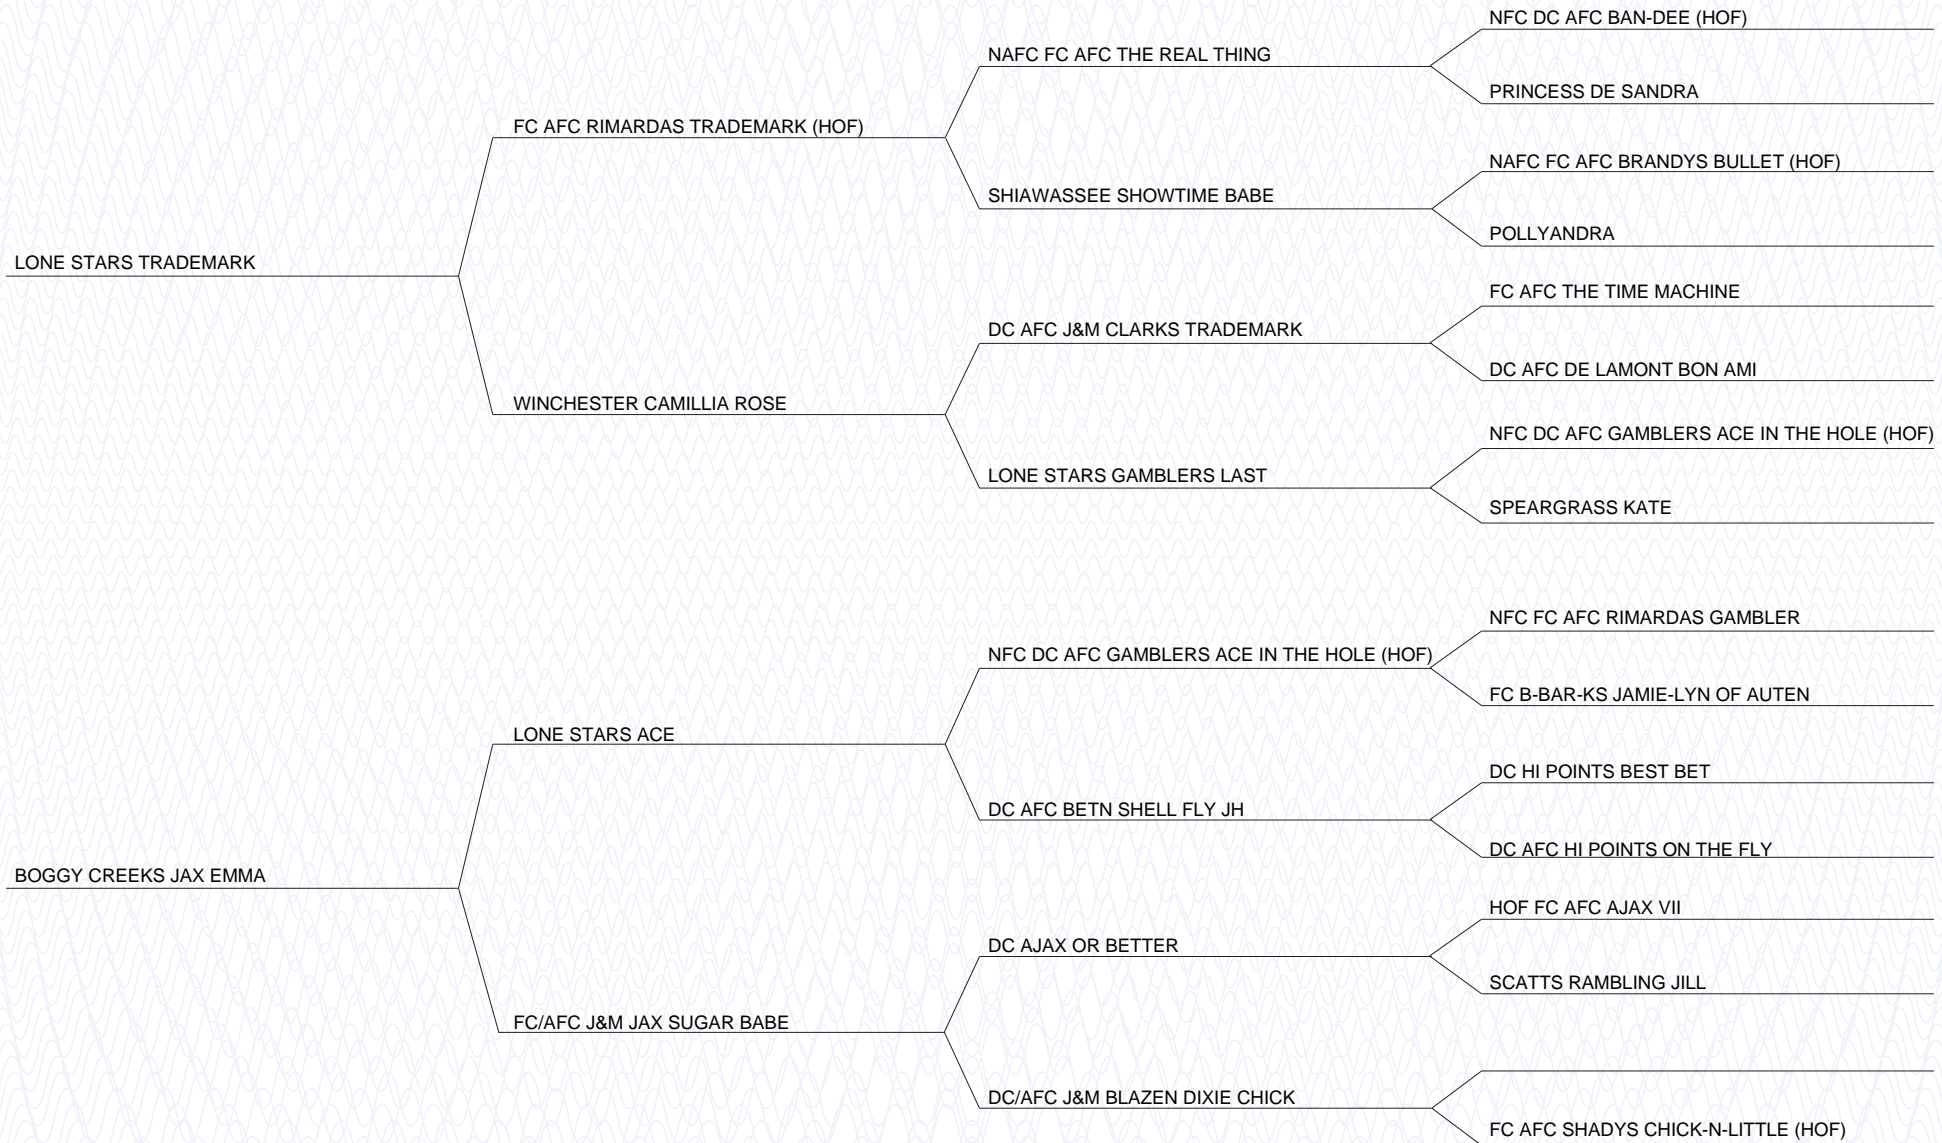 NFC DC AFC BAN-DEE (HOF)
NAFC FC AFC THE REAL THING
PRINCESS DE SANDRA
FC AFC RIMARDAS TRADEMARK (HOF)
NAFC FC AFC BRANDYS BULLET (HOF)
SHIAWASSEE SHOWTIME BABE
POLLYANDRA
LONE STARS TRADEMARK
FC AFC THE TIME MACHINE
DC AFC J&M CLARKS TRADEMARK
DC AFC DE LAMONT BON AMI
WINCHESTER CAMILLIA ROSE
NFC DC AFC GAMBLERS ACE IN THE HOLE (HOF)
LONE STARS GAMBLERS LAST
SPEARGRASS KATE
NFC FC AFC RIMARDAS GAMBLER
NFC DC AFC GAMBLERS ACE IN THE HOLE (HOF)
FC B-BAR-KS JAMIE-LYN OF AUTEN
LONE STARS ACE
DC HI POINTS BEST BET
DC AFC BETN SHELL FLY JH
DC AFC HI POINTS ON THE FLY
BOGGY CREEKS JAX EMMA
HOF FC AFC AJAX VII
DC AJAX OR BETTER
SCATTS RAMBLING JILL
FC/AFC J&M JAX SUGAR BABE
DC/AFC J&M BLAZEN DIXIE CHICK
FC AFC SHADYS CHICK-N-LITTLE (HOF)